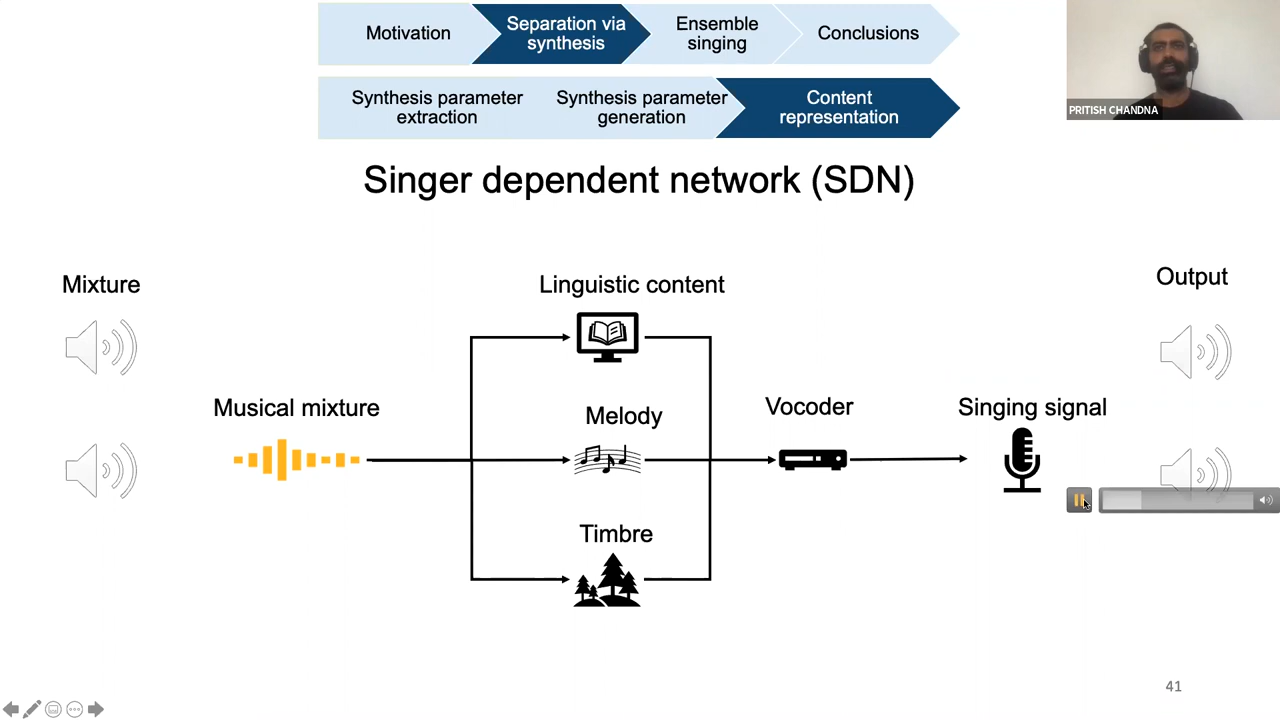 Motivation
Separation via
synthesis
Ensemble
singing
Conclusions
Synthesis parameter
extraction
Synthesis parameter
generation
Content
representation
PRITISH CHANDNA
Singer dependent network (SDN)
Mixture
Linguistic content
Output
Musical mixture
Melody
Vocoder
Singing signal
Timbre
41